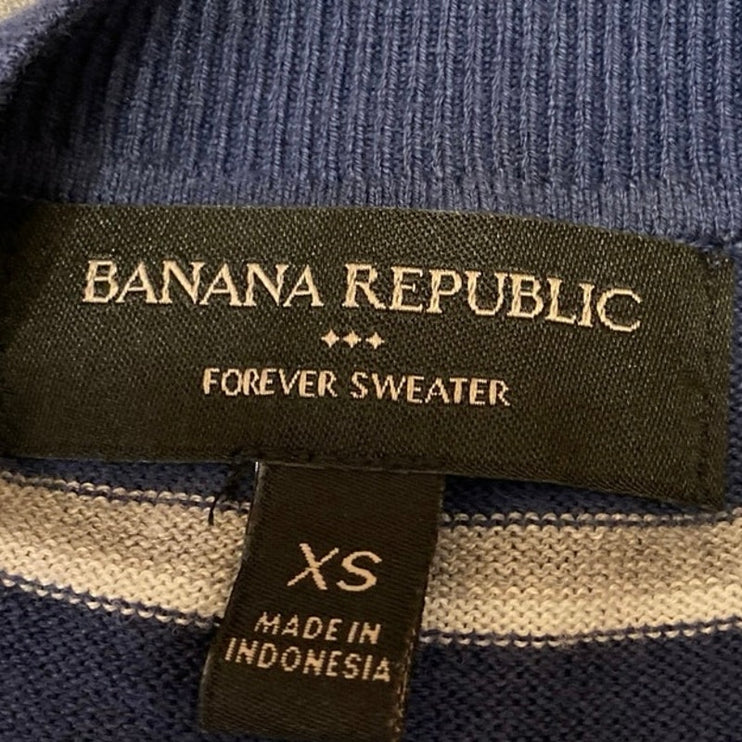 BANANA REPUBLIC
FOREVER SWEATER
XS
MADE IN
INDONESIA